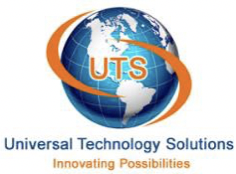 UTS
Universal Technology Solutions
Innovating Possibilities